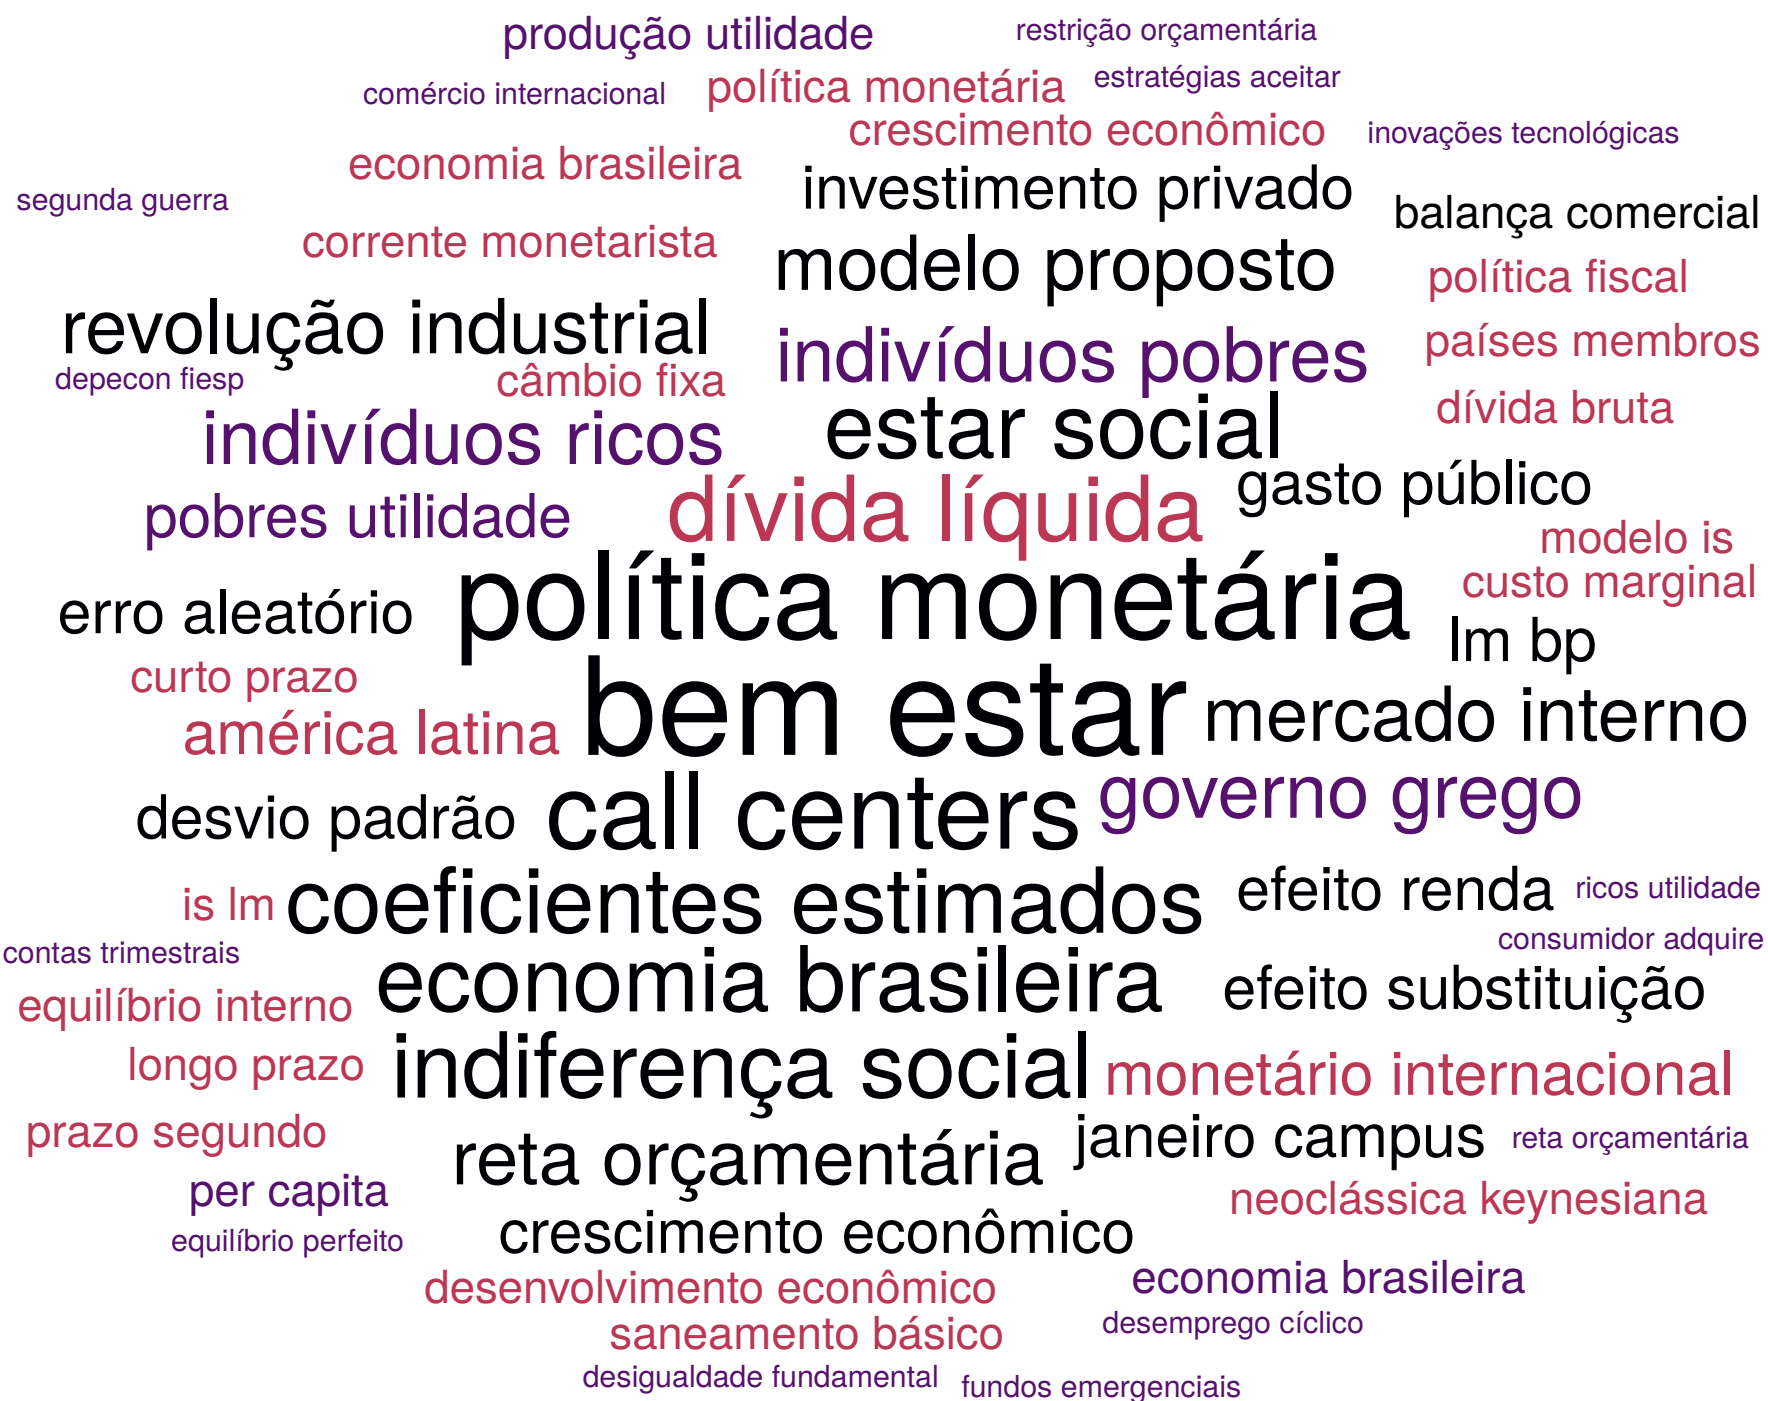 produção utilidade
restrição orçamentária
comércio internacional
política monetária
estratégias aceitar
crescimento econômico
inovações tecnológicas
economia brasileira
investimento privado
segunda guerra
balança comercial
corrente monetarista
modelo proposto
política fiscal
revolução industrial
indivíduos pobres
países membros
depecon fiesp
câmbio fixa
dívida bruta
indivíduos ricos
estar social
gasto público
pobres utilidade
dívida líquida
modelo is
custo marginal
erro aleatório
política monetária
lm bp
curto prazo
américa latina
bem estar
mercado interno
desvio padrão
call centers
governo grego
is lm
coeficientes estimados
efeito renda
ricos utilidade
contas trimestrais
consumidor adquire
equilíbrio interno
economia brasileira
efeito substituição
longo prazo
indiferença social
monetário internacional
prazo segundo
reta orçamentária
janeiro campus
reta orçamentária
per capita
neoclássica keynesiana
equilíbrio perfeito
crescimento econômico
desenvolvimento econômico
economia brasileira
saneamento básico
desemprego cíclico
desigualdade fundamental
fundos emergenciais